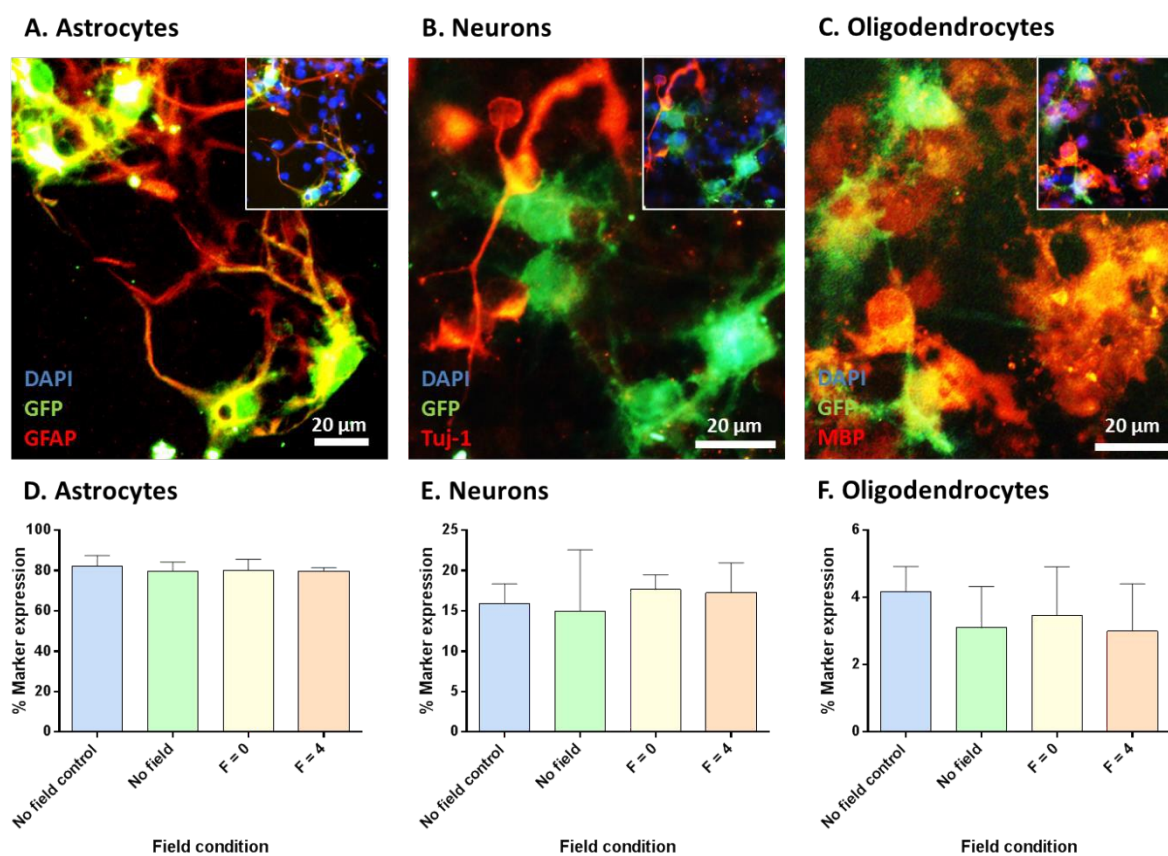 A. Astrocytes
B. Neurons
C. Oligodendrocytes
DAPI
GFP
GFAP
20 µm
DAPI
GFP
Tuj-1
20 µm
DAPI
GFP
MBP
20 µm
D. Astrocytes
% Marker expression
100
80
60
40
20
0
No field control
No field
F = 0
F = 4
Field condition
E. Neurons
% Marker expression
25
20
15
10
5
0
No field control
No field
F = 0
F = 4
Field condition
F. Oligodendrocytes
% Marker expression
6
4
2
0
No field control
No field
F = 0
F = 4
Field condition